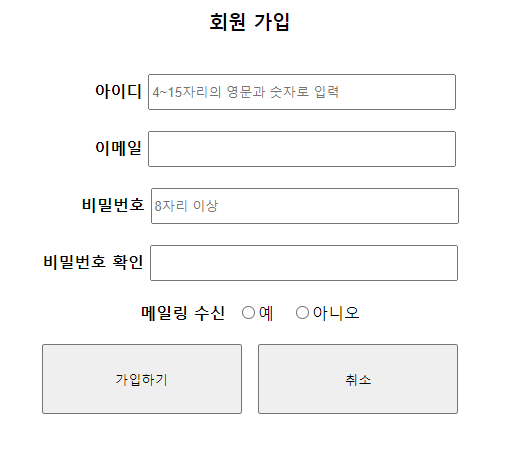 회원 가입
아이디 4~15자리의 영문과 숫자로 입력
이메일
비밀번호 8자리 이상
비밀번호 확인
메일링 수신 예 아니오
가입하기 취소